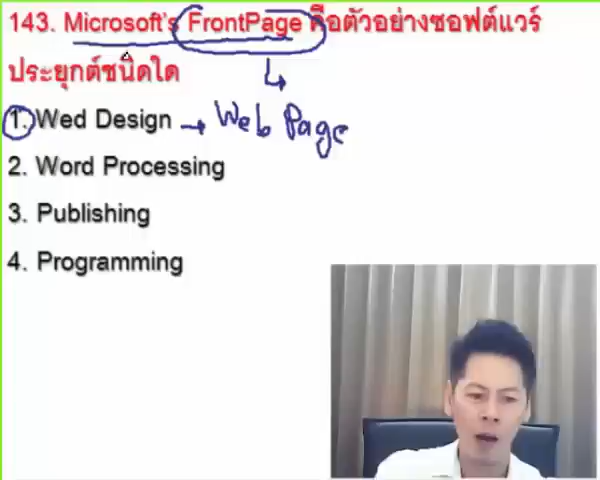 143. Microsoft's FrontPage คือตัวอย่างซอฟต์แวร์
ประยุกต์ชนิดใด
1. Wed Design → Web Page
2. Word Processing
3. Publishing
4. Programming